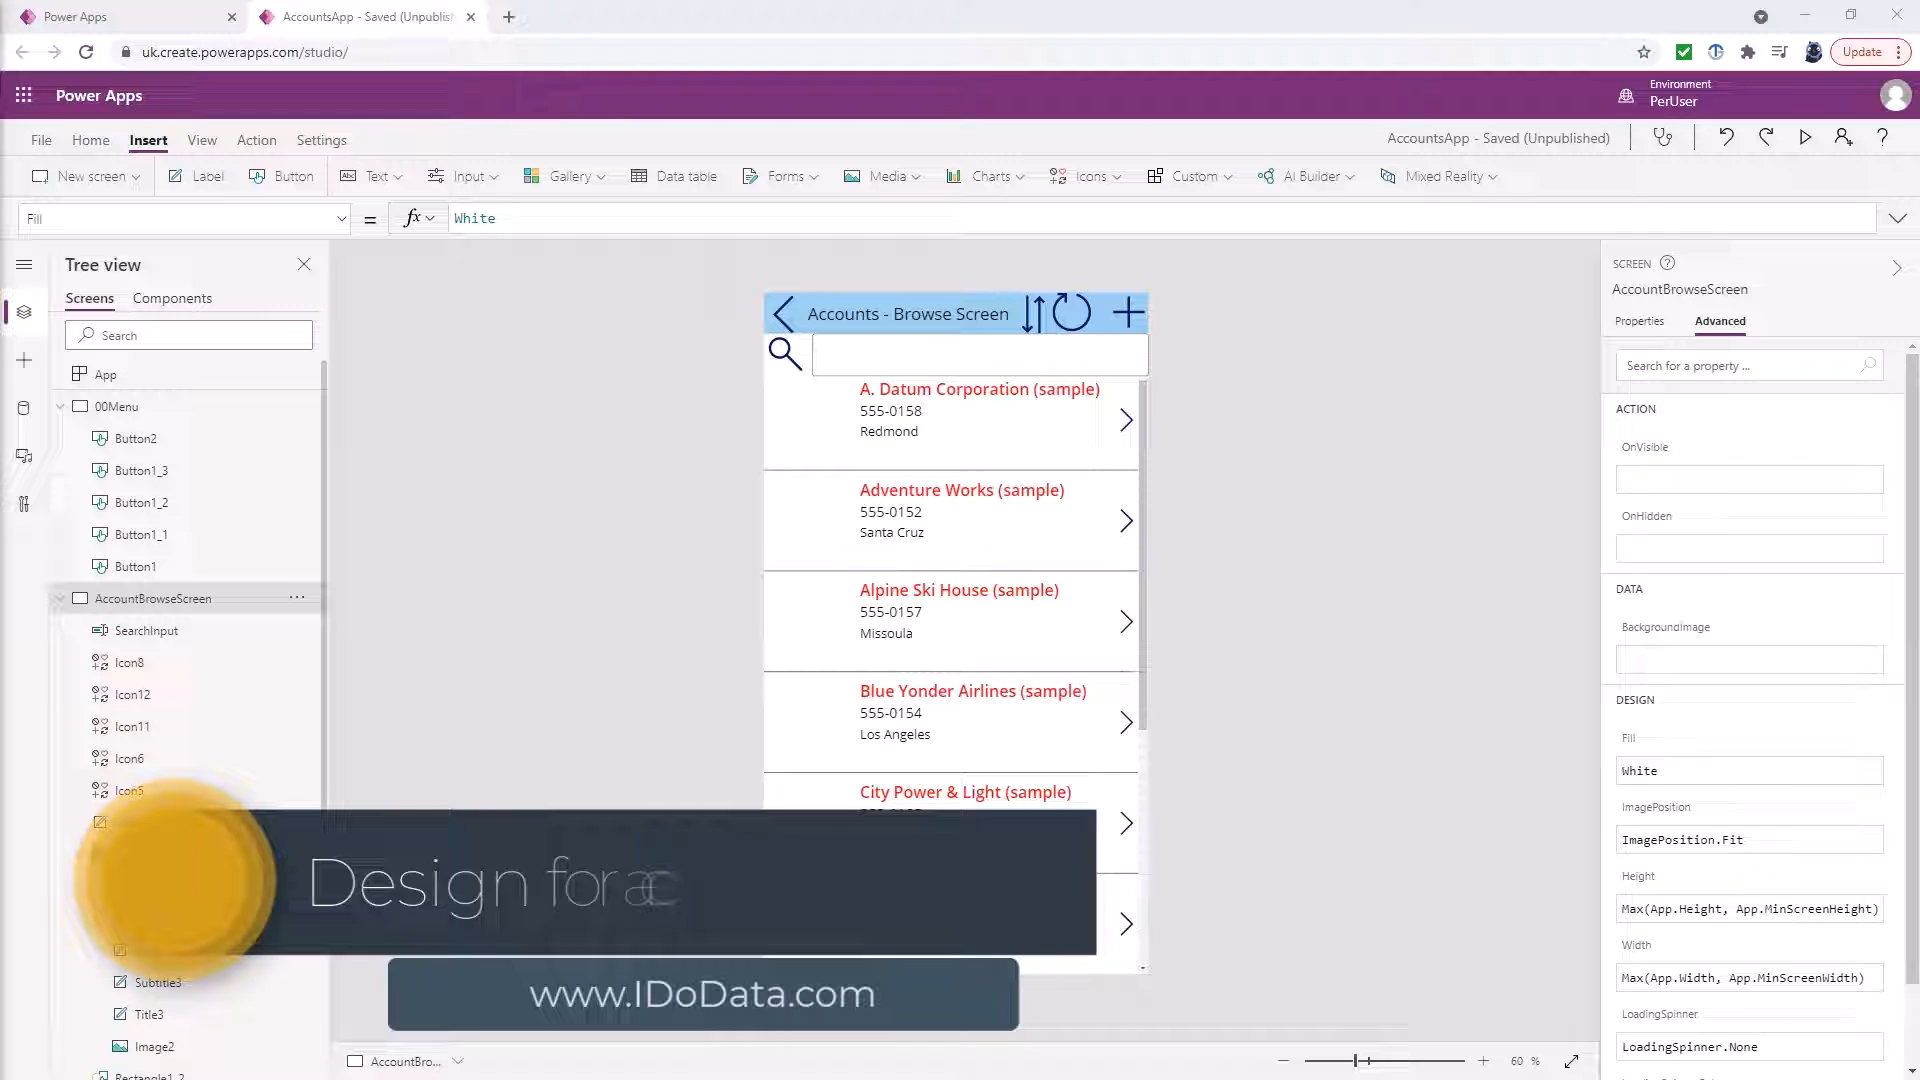 Power Apps
AccountsApp - Saved (Unpublish
uk.create.powerapps.com/studio/
Update
Power Apps
Environment
PerUser
File Home Insert View Action Settings
AccountsApp - Saved (Unpublished)
New screen Label Button Text Input Gallery Data table Forms Media Charts Icons Custom AI Builder Mixed Reality
Fill = fx White
Tree view
Screens Components
Search
App
00Menu
Button2
Button1_3
Button1_2
Button1_1
Button1
AccountBrowseScreen
SearchInput
Icon8
Icon12
Icon11
Icon6
Icon5
Subtitle3
Title3
Image2
Rectangle1_2
Accounts - Browse Screen
A. Datum Corporation (sample)
555-0158
Redmond
Adventure Works (sample)
555-0152
Santa Cruz
Alpine Ski House (sample)
555-0157
Missoula
Blue Yonder Airlines (sample)
555-0154
Los Angeles
City Power & Light (sample)
Design for ac
www.IDoData.com
AccountBro...
60 %
SCREEN
AccountBrowseScreen
Properties Advanced
Search for a property ...
ACTION
OnVisible
OnHidden
DATA
BackgroundImage
DESIGN
Fill
White
ImagePosition
ImagePosition.Fit
Height
Max(App.Height, App.MinScreenHeight)
Width
Max(App.Width, App.MinScreenWidth)
LoadingSpinner
LoadingSpinner.None